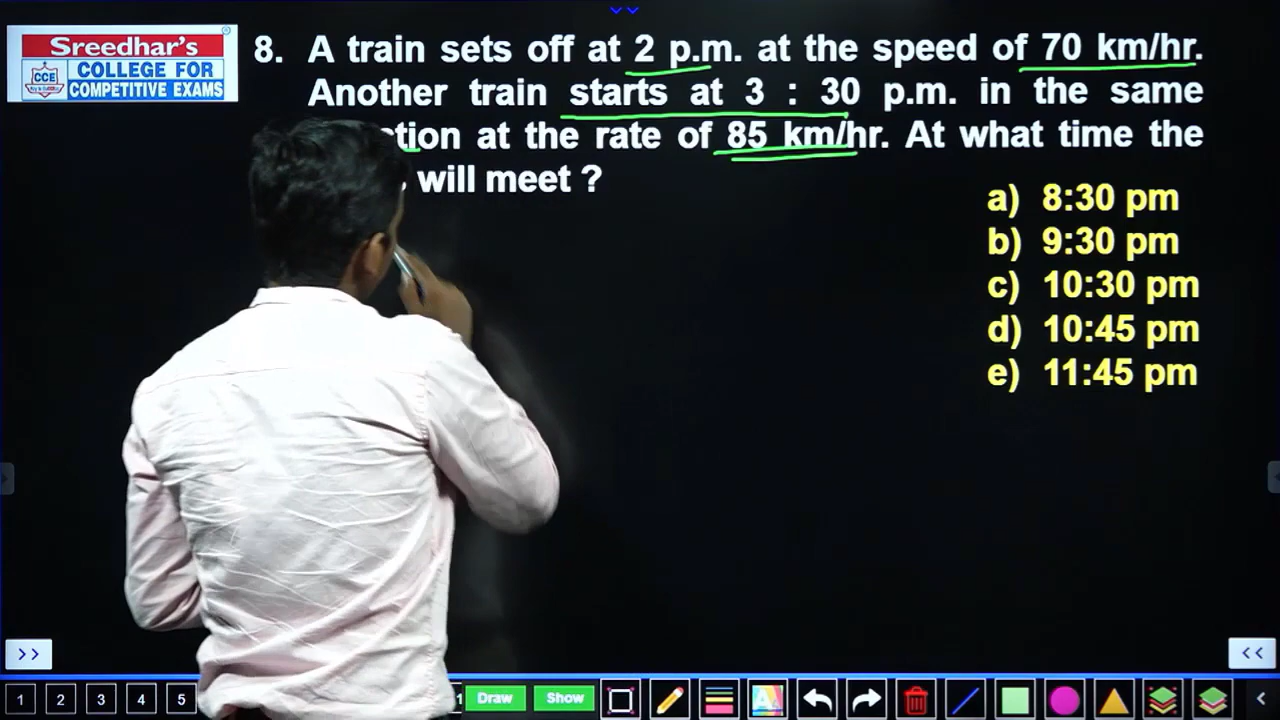 Sreedhar's
CCE
COLLEGE FOR
COMPETITIVE EXAMS
8. A train sets off at 2 p.m. at the speed of 70 km/hr.
Another train starts at 3 : 30 p.m. in the same
tion at the rate of 85 km/hr. At what time the
will meet ?
a) 8:30 pm
b) 9:30 pm
c) 10:30 pm
d) 10:45 pm
e) 11:45 pm
>>
<<
1 2 3 4 5 1 Draw Show A <